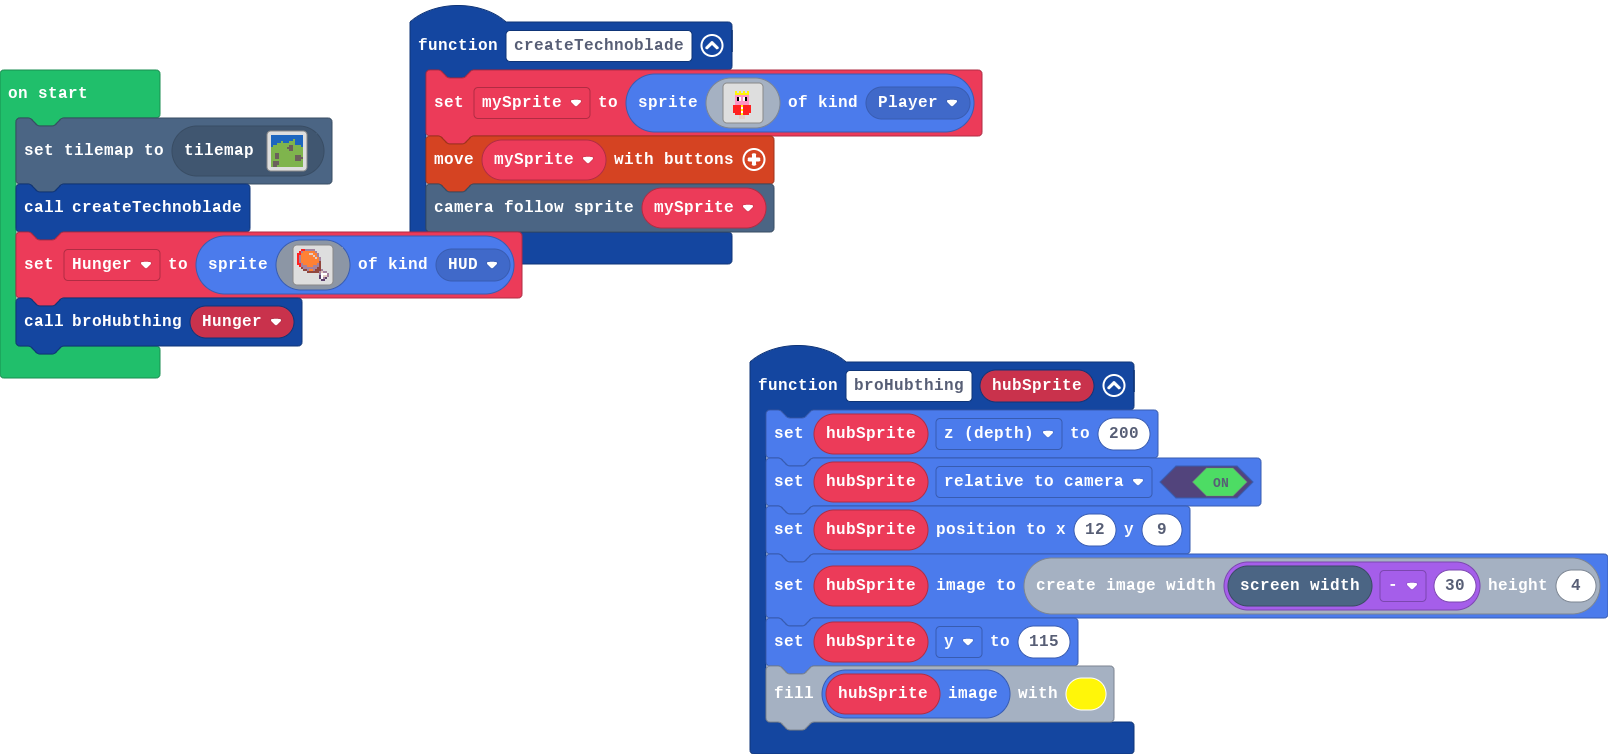 function createTechnoblade
set mySprite to sprite of kind Player
move mySprite with buttons
camera follow sprite mySprite
on start
set tilemap to tilemap
call createTechnoblade
set Hunger to sprite of kind HUD
call broHubthing Hunger
function broHubthing hubSprite
set hubSprite z (depth) to 200
set hubSprite relative to camera ON
set hubSprite position to x 12 y 9
set hubSprite image to create image width screen width - 30 height 4
set hubSprite y to 115
fill hubSprite image with